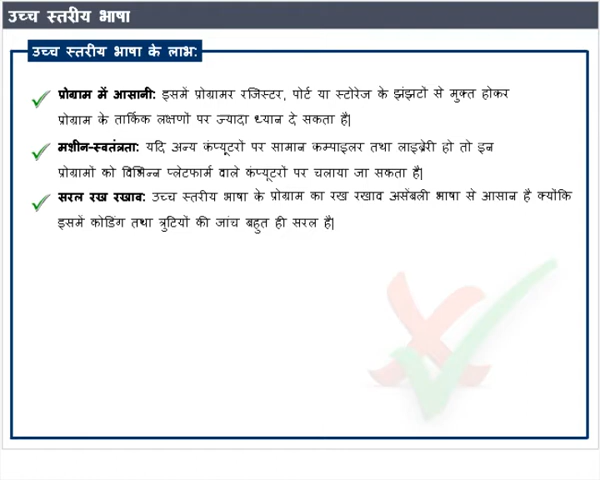 उच्च स्तरीय भाषा
उच्च स्तरीय भाषा के लाभ:
प्रोग्राम में आसानी: इसमें प्रोग्रामर रजिस्टर, पोर्ट या स्टोरेज के झंझटों से मुक्त होकर
प्रोग्राम के तार्किक लक्षणों पर ज्यादा ध्यान दे सकता है|
मशीन-स्वतंत्रता: यदि अन्य कंप्यूटरों पर सामान कम्पाइलर तथा लाइब्रेरी हो तो इन
प्रोग्रामों को विभिन्न प्लेटफार्म वाले कंप्यूटरों पर चलाया जा सकता है|
सरल रख रखाव: उच्च स्तरीय भाषा के प्रोग्राम का रख रखाव असेंबली भाषा से आसान है क्योंकि
इसमें कोडिंग तथा त्रुटियों की जांच बहुत ही सरल है|